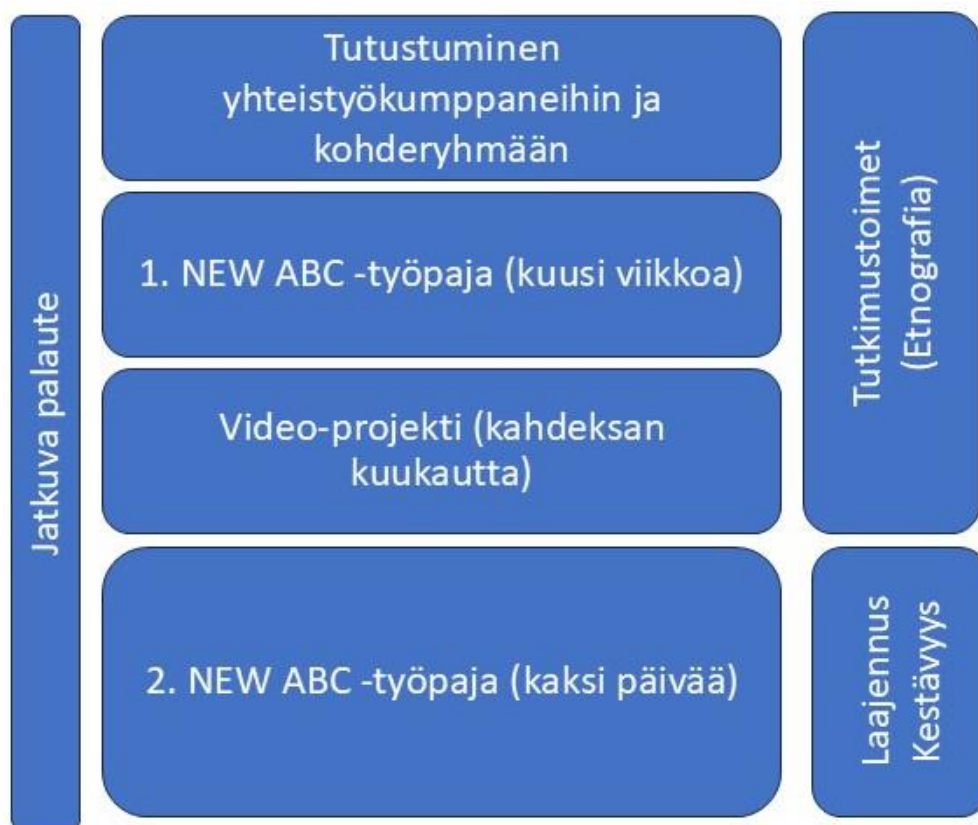 Jatkuva palaute
Tutustuminen
yhteistyökumppaneihin ja
kohderyhmään
1. NEW ABC -työpaja (kuusi viikkoa)
Video-projekti (kahdeksan
kuukautta)
2. NEW ABC -työpaja (kaksi päivää)
Tutkimustoimet
(Etnografia)
Laajennus
Kestävyys